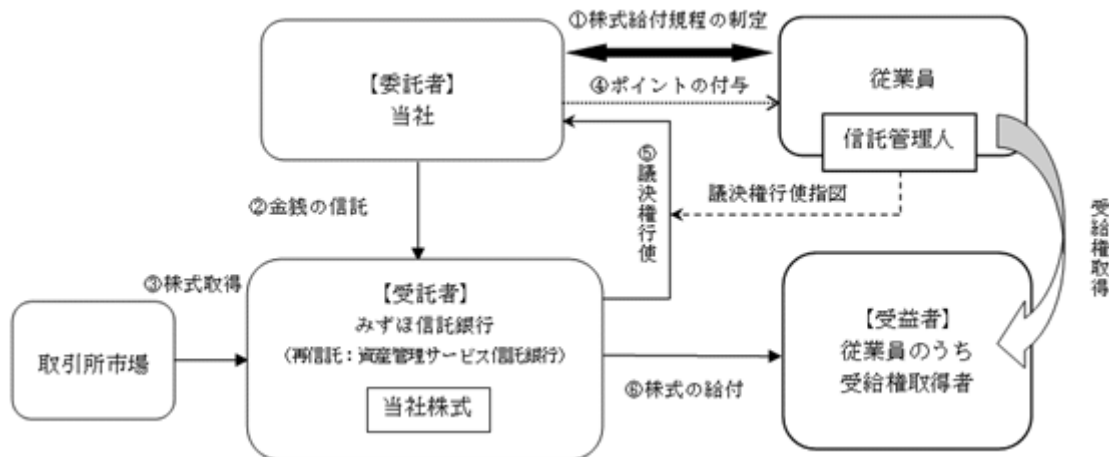 ①株式給付規程の制定
【委託者】
当社
④ポイントの付与
従業員
信託管理人
②金銭の信託
⑤議決権行使
議決権行使指図
受給権取得
③株式取得
取引所市場
【受託者】
みずほ信託銀行
（再信託：資産管理サービス信託銀行）
当社株式
⑥株式の給付
【受益者】
従業員のうち
受給権取得者